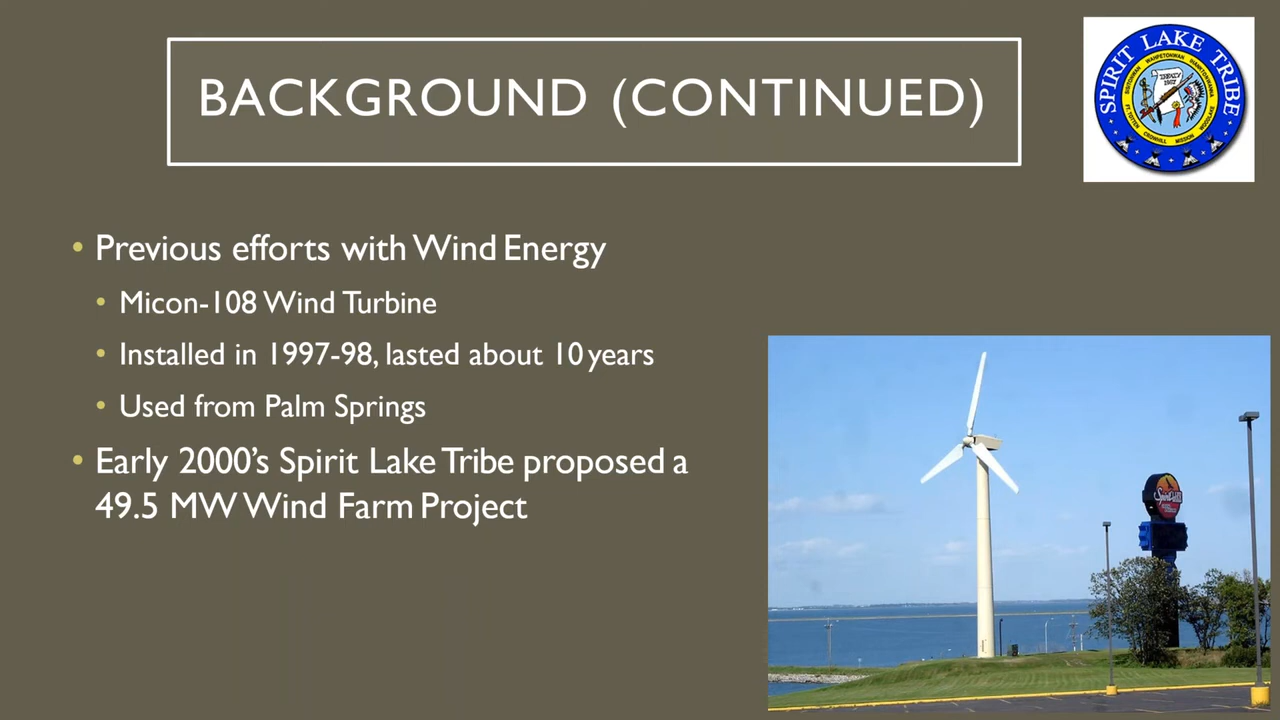 BACKGROUND (CONTINUED)
SPIRIT LAKE TRIBE
• Previous efforts with Wind Energy
• Micon-108 Wind Turbine
• Installed in 1997-98, lasted about 10 years
• Used from Palm Springs
• Early 2000's Spirit Lake Tribe proposed a
49.5 MW Wind Farm Project